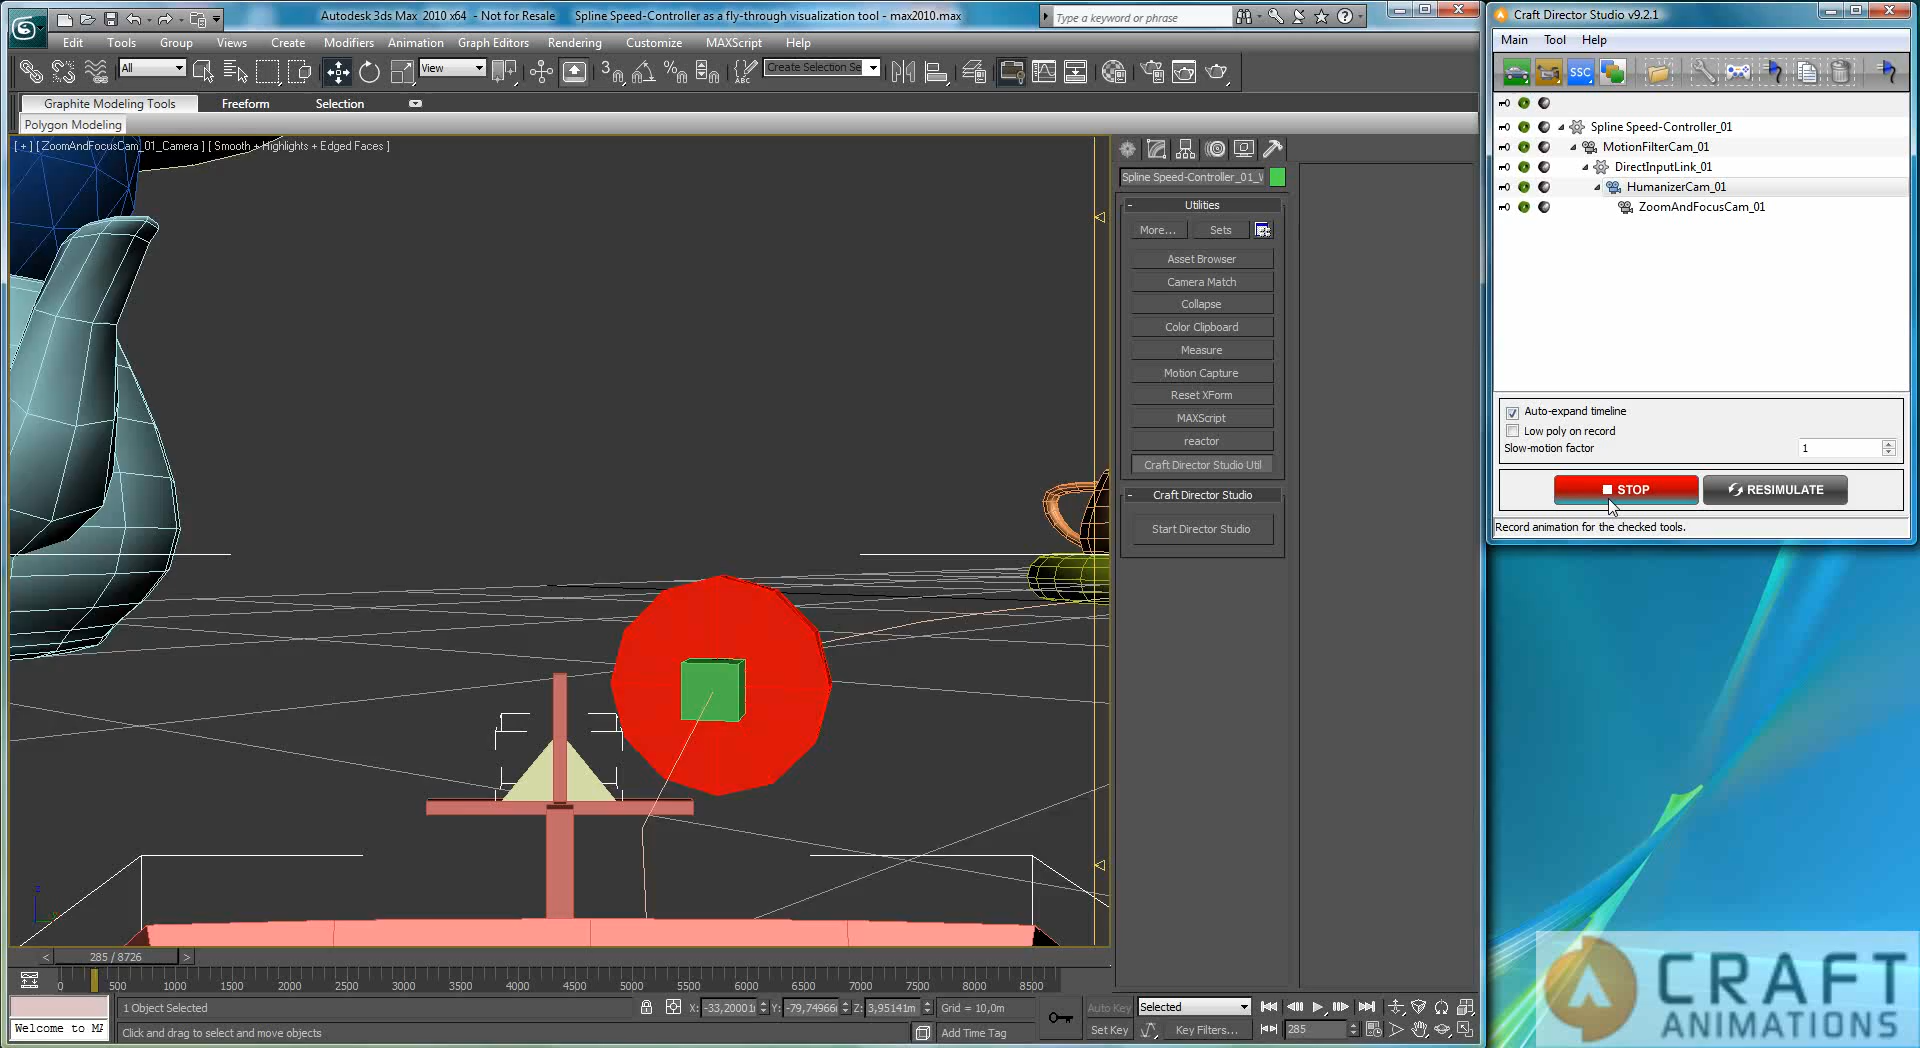 Autodesk 3ds Max 2010 x64 - Not for Resale Spline Speed-Controller as a fly-through visualization tool - max2010.max
Type a keyword or phrase
Edit Tools Group Views Create Modifiers Animation Graph Editors Rendering Customize MAXScript Help
All View Create Selection Se
Graphite Modeling Tools Freeform Selection
Polygon Modeling
[ + ] [ ZoomAndFocusCam_01_Camera ] [ Smooth + Highlights + Edged Faces ]
Spline Speed-Controller_01_
- Utilities
More... Sets
Asset Browser
Camera Match
Collapse
Color Clipboard
Measure
Motion Capture
Reset XForm
MAXScript
reactor
Craft Director Studio Util
- Craft Director Studio
Start Director Studio
Craft Director Studio v9.2.1
Main Tool Help
SSC
Spline Speed-Controller_01
MotionFilterCam_01
DirectInputLink_01
HumanizerCam_01
ZoomAndFocusCam_01
Auto-expand timeline
Low poly on record
Slow-motion factor 1
STOP RESIMULATE
Record animation for the checked tools.
< 285 / 8726 >
0 500 1000 1500 2000 2500 3000 3500 4000 4500 5000 5500 6000 6500 7000 7500 8000 8500
1 Object Selected X: -33,2000 Y: -79,7496 Z: 3,95141m Grid = 10,0m Auto Key Selected
Welcome to MA Click and drag to select and move objects Add Time Tag Set Key Key Filters... 285
CRAFT
ANIMATIONS